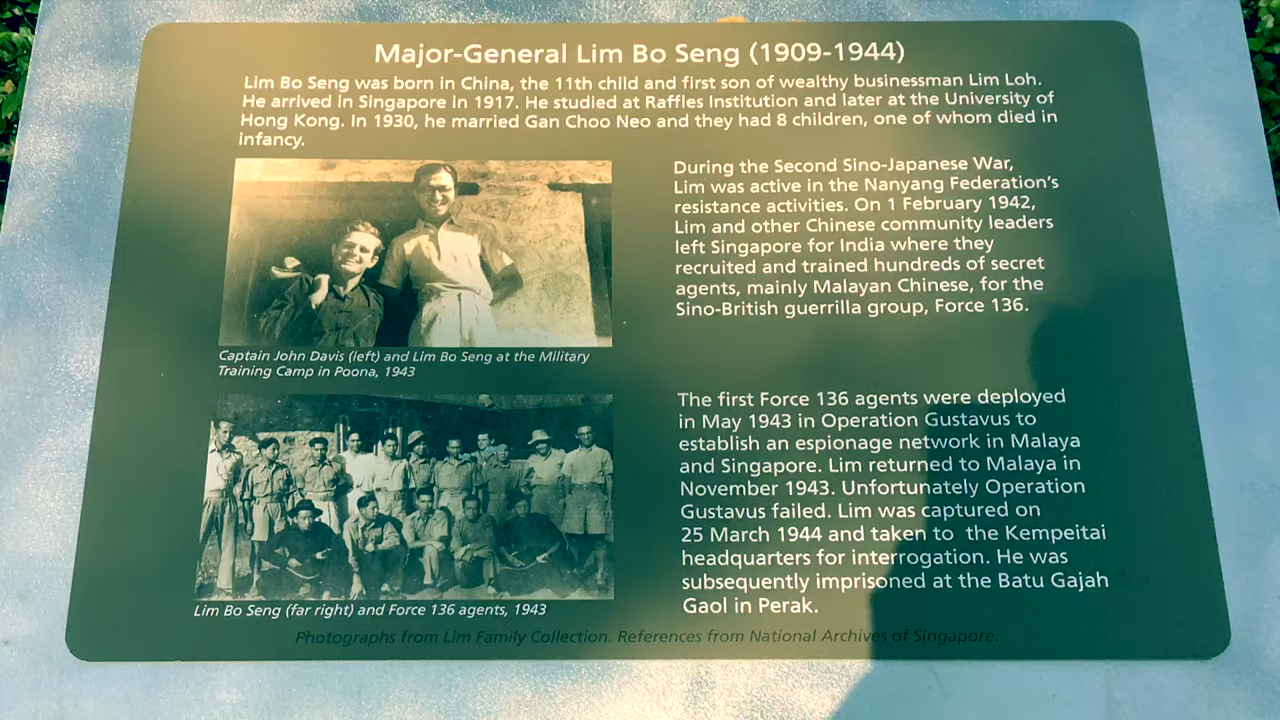 Major-General Lim Bo Seng (1909-1944)
Lim Bo Seng was born in China, the 11th child and first son of wealthy businessman Lim Loh.
He arrived in Singapore in 1917. He studied at Raffles Institution and later at the University of
Hong Kong. In 1930, he married Gan Choo Neo and they had 8 children, one of whom died in
infancy.
During the Second Sino-Japanese War,
Lim was active in the Nanyang Federation's
resistance activities. On 1 February 1942,
Lim and other Chinese community leaders
left Singapore for India where they
recruited and trained hundreds of secret
agents, mainly Malayan Chinese, for the
Sino-British guerrilla group, Force 136.
Captain John Davis (left) and Lim Bo Seng at the Military
Training Camp in Poona, 1943
The first Force 136 agents were deployed
in May 1943 in Operation Gustavus to
establish an espionage network in Malaya
and Singapore. Lim returned to Malaya in
November 1943. Unfortunately Operation
Gustavus failed. Lim was captured on
25 March 1944 and taken to the Kempeitai
headquarters for interrogation. He was
subsequently imprisoned at the Batu Gajah
Gaol in Perak.
Lim Bo Seng (far right) and Force 136 agents, 1943
Photographs from Lim Family Collection. References from National Archives of Singapore.